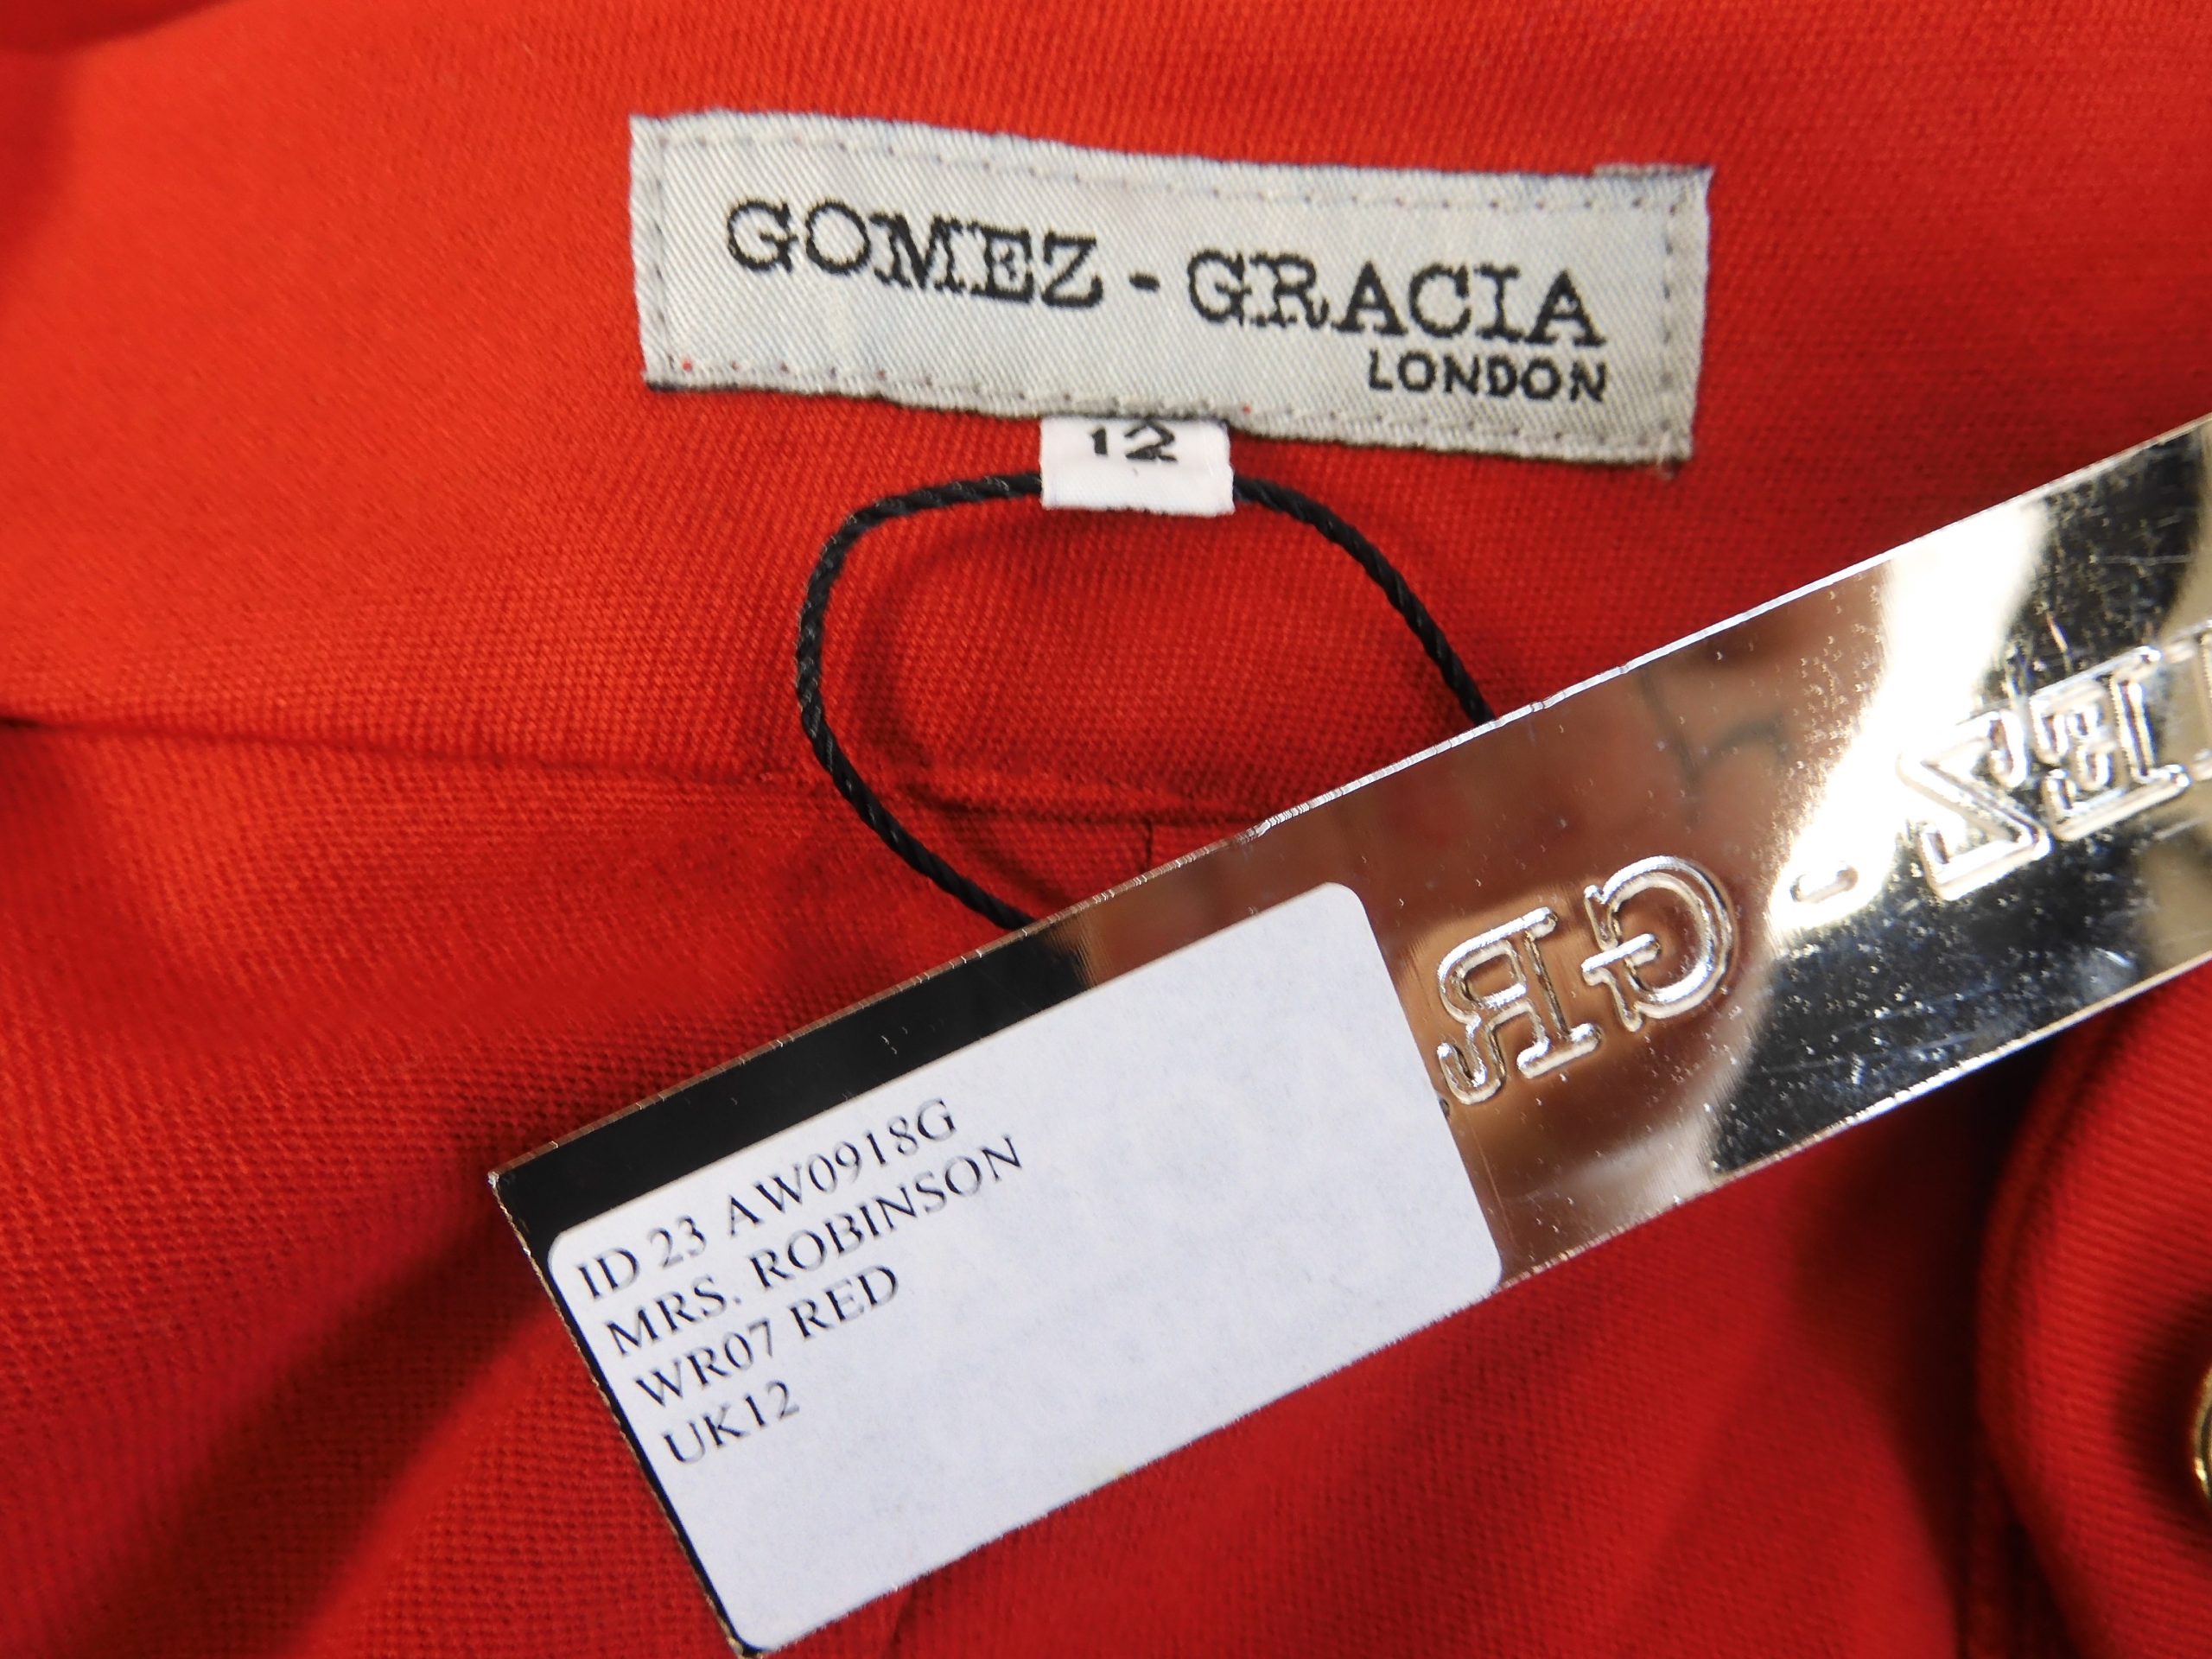 GOMEZ - GRACIA
LONDON
12
ID 23 AW0918G
MRS. ROBINSON
WR07 RED
UK12